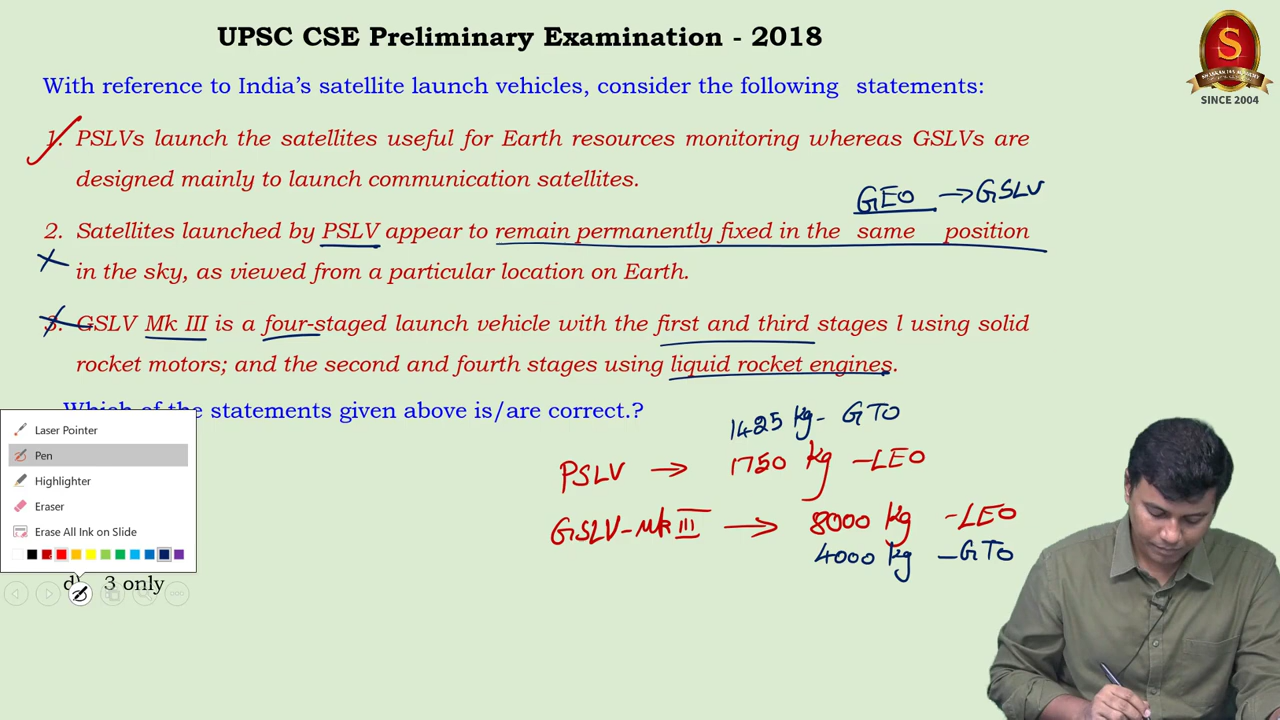 UPSC CSE Preliminary Examination - 2018
S
SINCE 2004
With reference to India's satellite launch vehicles, consider the following statements:
1. PSLVs launch the satellites useful for Earth resources monitoring whereas GSLVs are
designed mainly to launch communication satellites.
GEO → GSLV
2. Satellites launched by PSLV appear to remain permanently fixed in the same position
in the sky, as viewed from a particular location on Earth.
3. GSLV Mk III is a four-staged launch vehicle with the first and third stages l using solid
rocket motors; and the second and fourth stages using liquid rocket engines.
Which of the statements given above is/are correct.?
1425 kg - GTO
PSLV → 1750 kg - LEO
GSLV-Mk III → 8000 kg - LEO
4000 kg - GTO
Laser Pointer
Pen
Highlighter
Eraser
Erase All Ink on Slide
d) 3 only